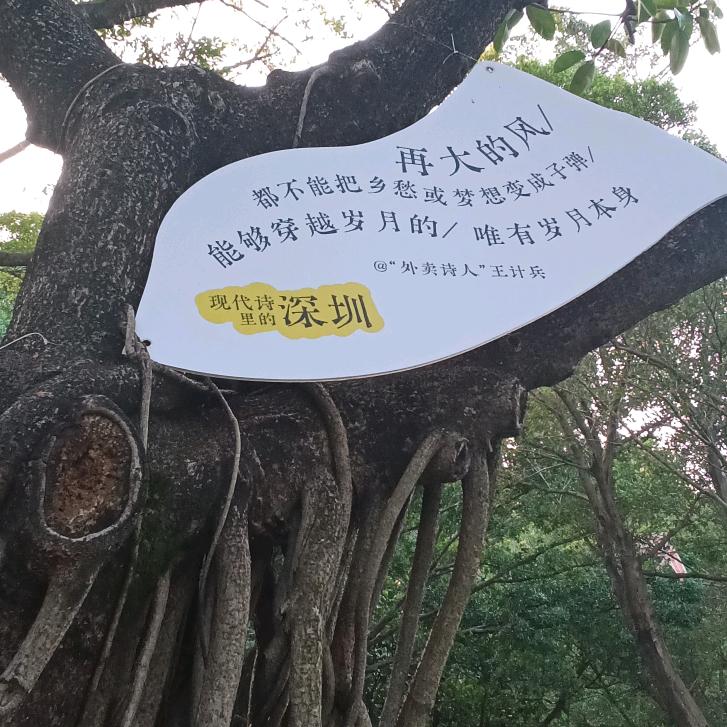 再大的风/
都不能把乡愁或梦想变成子弹/
能够穿越岁月的/ 唯有岁月本身
@“外卖诗人”王计兵
现代诗
里的深圳